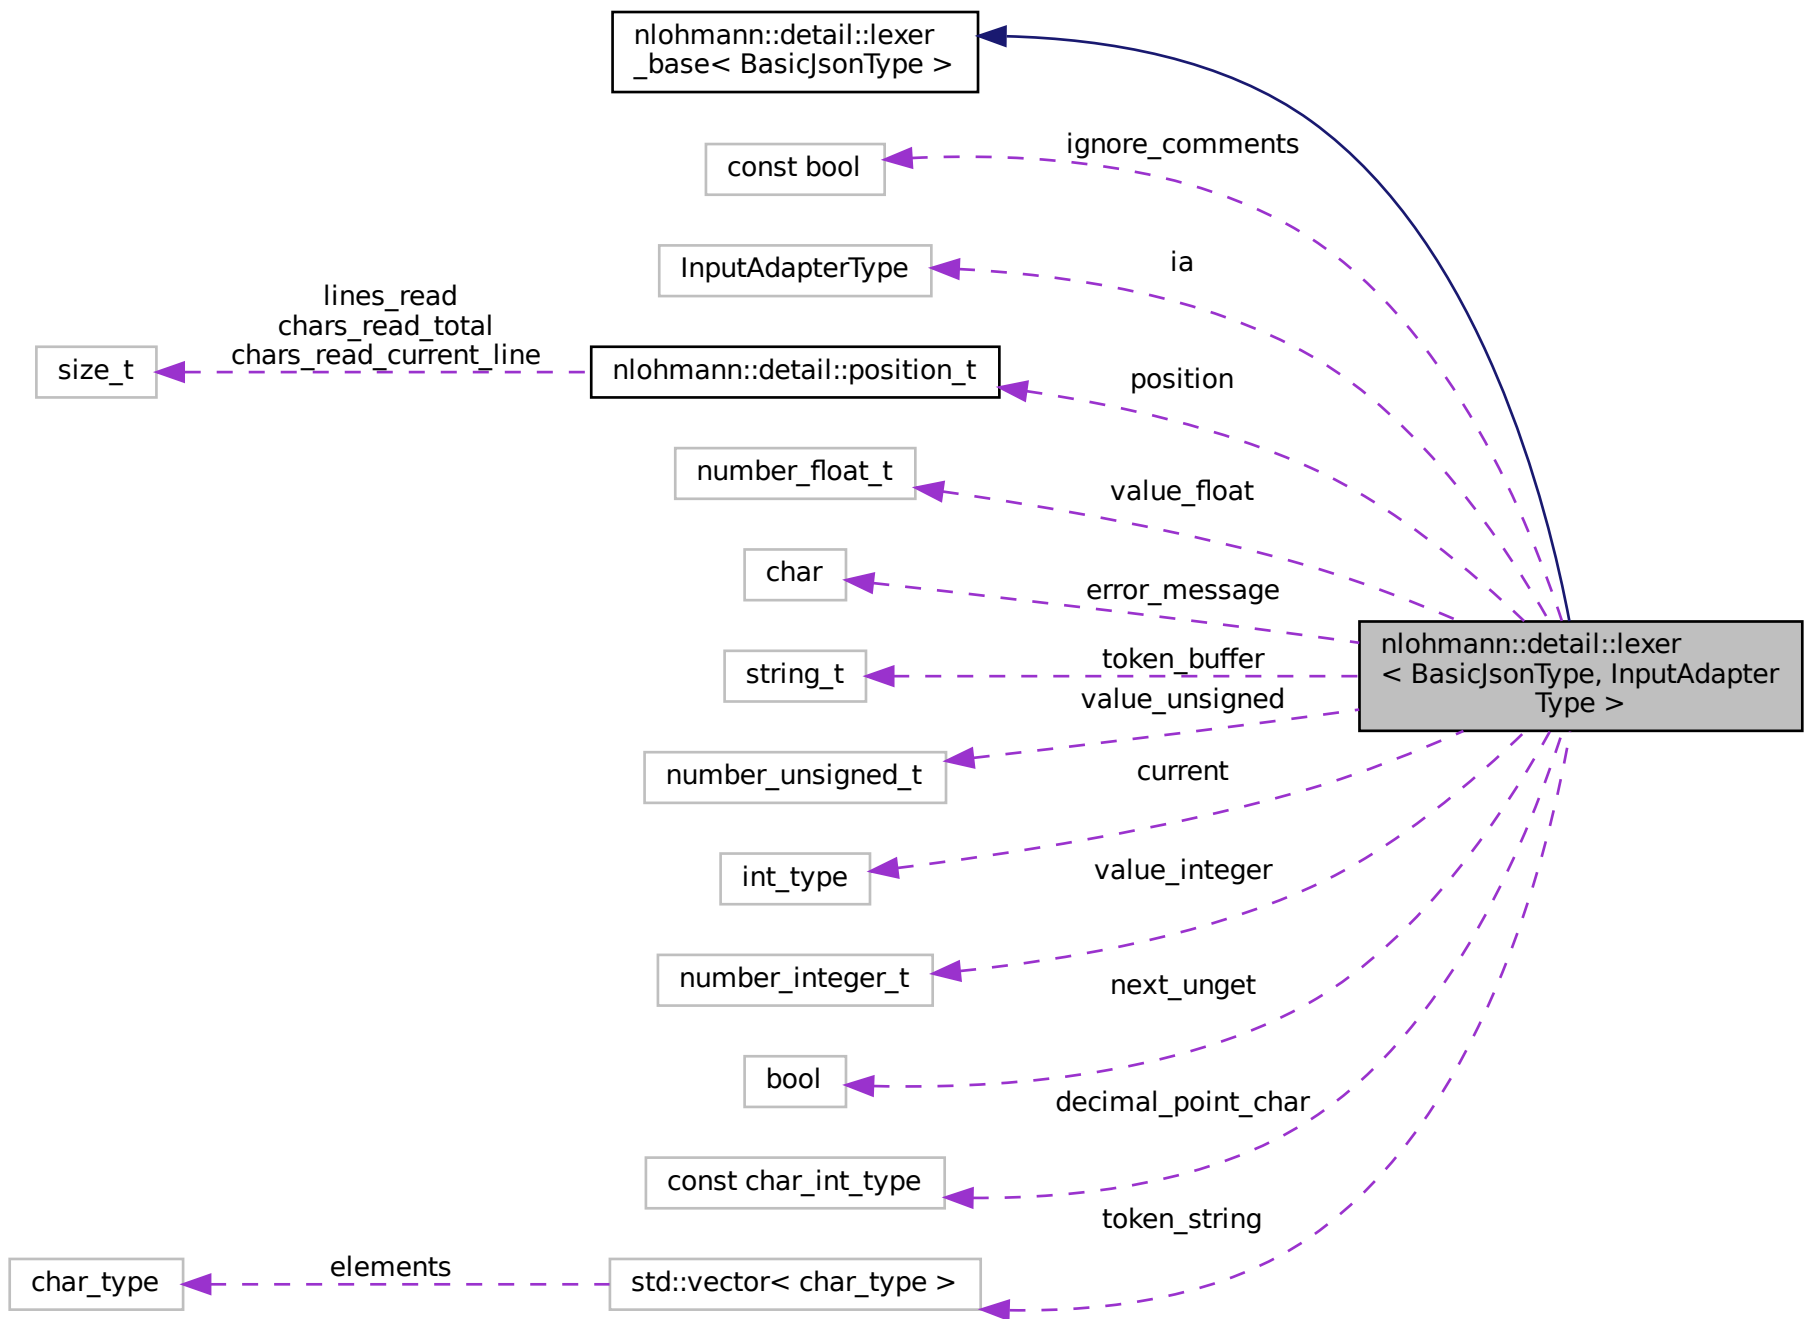 nlohmann::detail::lexer
_base< BasicJsonType >
ignore_comments
const bool
ia
InputAdapterType
lines_read
chars_read_total
chars_read_current_line
size_t
nlohmann::detail::position_t
position
number_float_t
value_float
char
error_message
string_t
token_buffer
nlohmann::detail::lexer
< BasicJsonType, InputAdapter
Type >
value_unsigned
number_unsigned_t
current
int_type
value_integer
number_integer_t
next_unget
bool
decimal_point_char
const char_int_type
token_string
char_type
elements
std::vector< char_type >